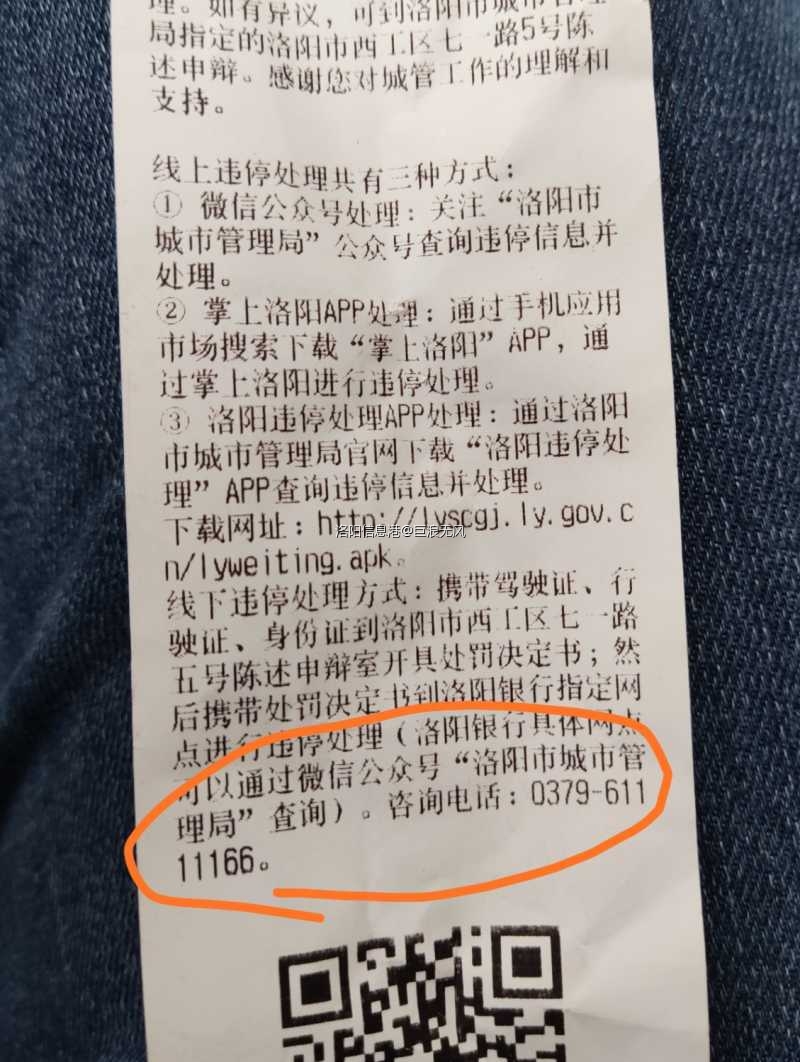 理。如有异议，可到洛阳市城市管理
局指定的洛阳市西工区七一路5号陈
述申辩。感谢您对城管工作的理解和
支持。
线上违停处理共有三种方式：
① 微信公众号处理：关注“洛阳市
城市管理局”公众号查询违停信息并
处理。
② 掌上洛阳APP处理：通过手机应用
市场搜索下载“掌上洛阳”APP，通
过掌上洛阳进行违停处理。
③ 洛阳违停处理APP处理：通过洛阳
市城市管理局官网下载“洛阳违停处
理”APP查询违停信息并处理。
下载网址：http://lyscgj.ly.gov.c
洛阳信息港@巨浪无风
n/lyweiting.apk。
线下违停处理方式：携带驾驶证、行
驶证、身份证到洛阳市西工区七一路
五号陈述申辩室开具处罚决定书；然
后携带处罚决定书到洛阳银行指定网
点进行违停处理（洛阳银行具体网点
可以通过微信公众号“洛阳市城市管
理局”查询）。咨询电话：0379-611
11166。